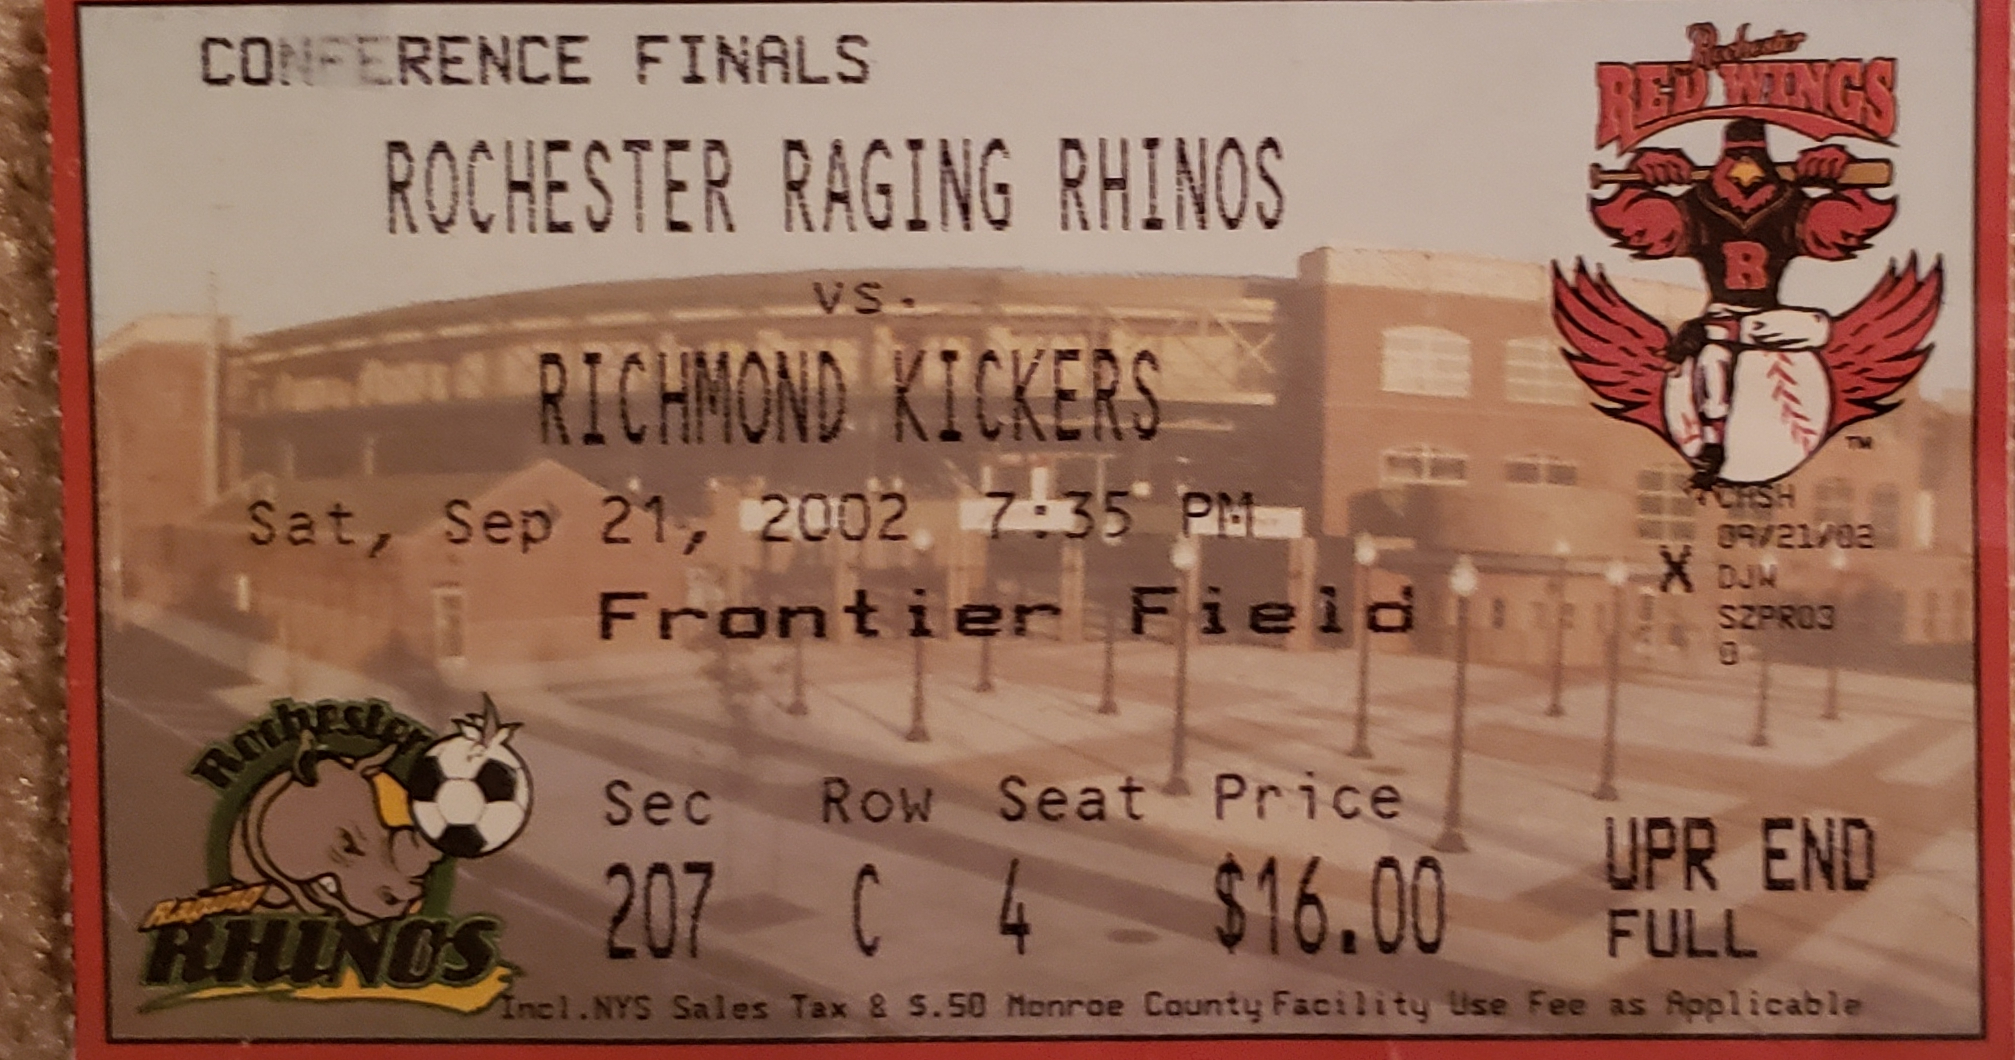 CONFERENCE FINALS
Rochester
RED WINGS
ROCHESTER RAGING RHINOS
R
vs.
RICHMOND KICKERS
TM
Sat, Sep 21, 2002 7:35 PM
CASH
09/21/02
X DJW
SZPR03
0
Frontier Field
Rochester
RAGING
RHINOS
Sec Row Seat Price
207 C 4 $16.00
UPR END
FULL
Incl.NYS Sales Tax & $.50 Monroe County Facility Use Fee as Applicable